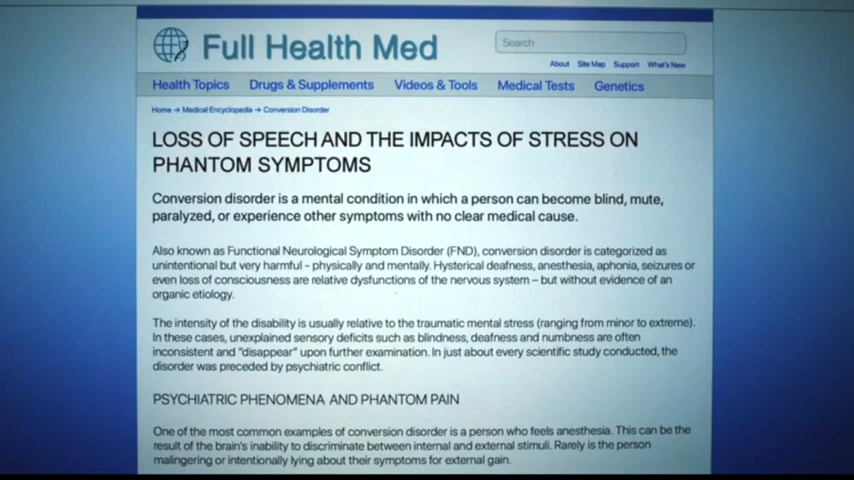 Full Health Med
Search
About Site Map Support What's New
Health Topics Drugs & Supplements Videos & Tools Medical Tests Genetics
Home → Medical Encyclopedia → Conversion Disorder
LOSS OF SPEECH AND THE IMPACTS OF STRESS ON
PHANTOM SYMPTOMS
Conversion disorder is a mental condition in which a person can become blind, mute,
paralyzed, or experience other symptoms with no clear medical cause.
Also known as Functional Neurological Symptom Disorder (FND), conversion disorder is categorized as
unintentional but very harmful - physically and mentally. Hysterical deafness, anesthesia, aphonia, seizures or
even loss of consciousness are relative dysfunctions of the nervous system – but without evidence of an
organic etiology.
The intensity of the disability is usually relative to the traumatic mental stress (ranging from minor to extreme).
In these cases, unexplained sensory deficits such as blindness, deafness and numbness are often
inconsistent and "disappear" upon further examination. In just about every scientific study conducted, the
disorder was preceded by psychiatric conflict.
PSYCHIATRIC PHENOMENA AND PHANTOM PAIN
One of the most common examples of conversion disorder is a person who feels anesthesia. This can be the
result of the brain's inability to discriminate between internal and external stimuli. Rarely is the person
malingering or intentionally lying about their symptoms for external gain.